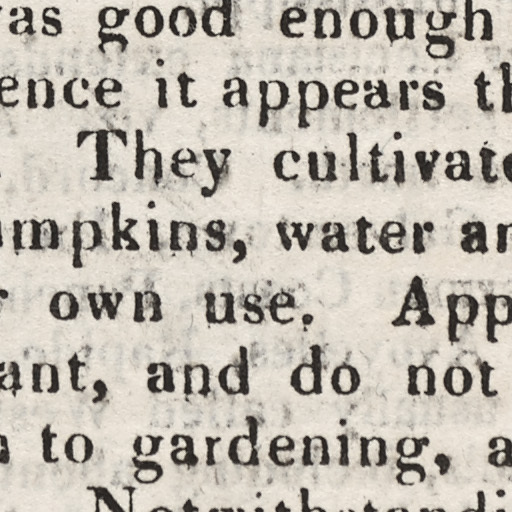 was good enough
ence it appears th
. They cultivate
umpkins, water an
r own use. App
ant, and do not
n to gardening, a
Notwithstandi